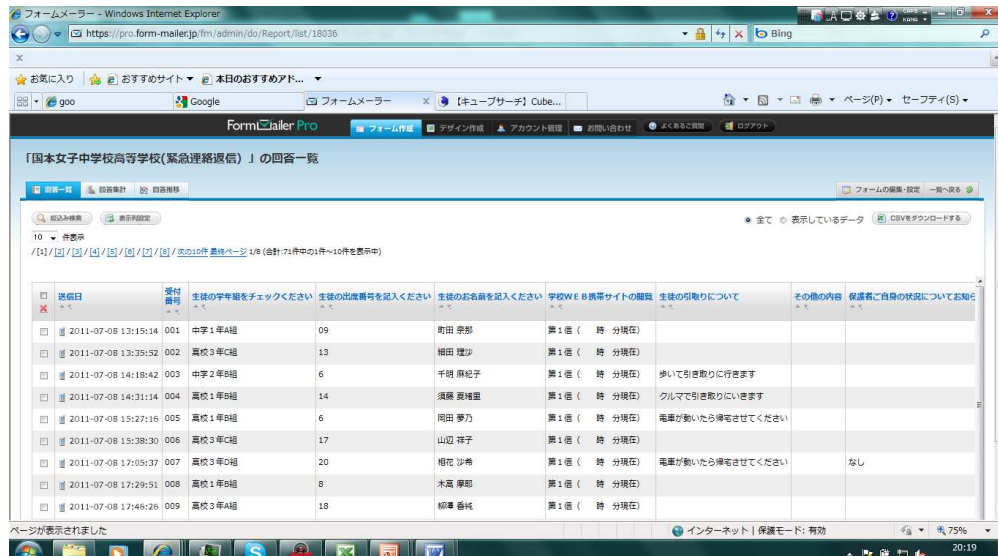 フォームメーラー - Windows Internet Explorer
https://pro.form-mailer.jp/fm/admin/do/Report/list/18036
Bing
x
お気に入り おすすめサイト 本日のおすすめアド...
goo Google フォームメーラー x 【キューブサーチ】Cube... ページ(P) セーフティ(S)
FormMailer Pro フォーム作成 デザイン作成 アカウント管理 お問い合わせ よくあるご質問 ログアウト
「国本女子中学校高等学校(緊急連絡返信) 」の回答一覧
回答一覧 回答集計 回答推移 フォームの編集・設定 一覧へ戻る
絞込み検索 表示列設定 全て 表示しているデータ CSVをダウンロードする
10 件表示
/ [1] / [2] / [3] / [4] / [5] / [6] / [7] / [8] / 次の10件 最終ページ 1/8 (合計:71件中の1件～10件を表示中)
送信日 受付番号 生徒の学年組をチェックください 生徒の出席番号を記入ください 生徒のお名前を記入ください 学校WEB携帯サイトの閲覧 生徒の引取りについて その他の内容 保護者ご自身の状況についてお知ら
2011-07-08 13:15:14 001 中学1年A組 09 町田 奈那 第1信 ( 時 分現在)
2011-07-08 13:35:52 002 高校3年C組 13 細田 理沙 第1信 ( 時 分現在)
2011-07-08 14:18:42 003 中学2年B組 6 千明 麻紀子 第1信 ( 時 分現在) 歩いて引き取りに行きます
2011-07-08 14:31:14 004 高校1年B組 14 須藤 夏緒里 第1信 ( 時 分現在) クルマで引き取りにいきます
2011-07-08 15:27:16 005 高校1年B組 6 岡田 夢乃 第1信 ( 時 分現在) 電車が動いたら帰宅させてください
2011-07-08 15:38:30 006 高校3年C組 17 山辺 祥子 第1信 ( 時 分現在)
2011-07-08 17:05:37 007 高校3年D組 20 相花 沙希 第1信 ( 時 分現在) 電車が動いたら帰宅させてください なし
2011-07-08 17:29:51 008 高校1年B組 8 木高 摩耶 第1信 ( 時 分現在)
2011-07-08 17:46:26 009 高校3年A組 18 柳澤 香純 第1信 ( 時 分現在)
ページが表示されました インターネット | 保護モード: 有効 75%
20:19